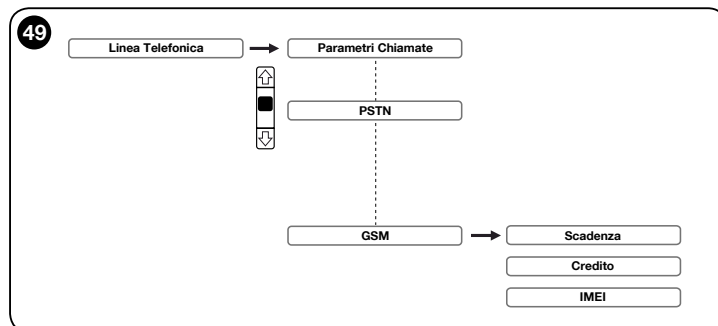 49
Linea Telefonica
Parametri Chiamate
PSTN
GSM
Scadenza
Credito
IMEI